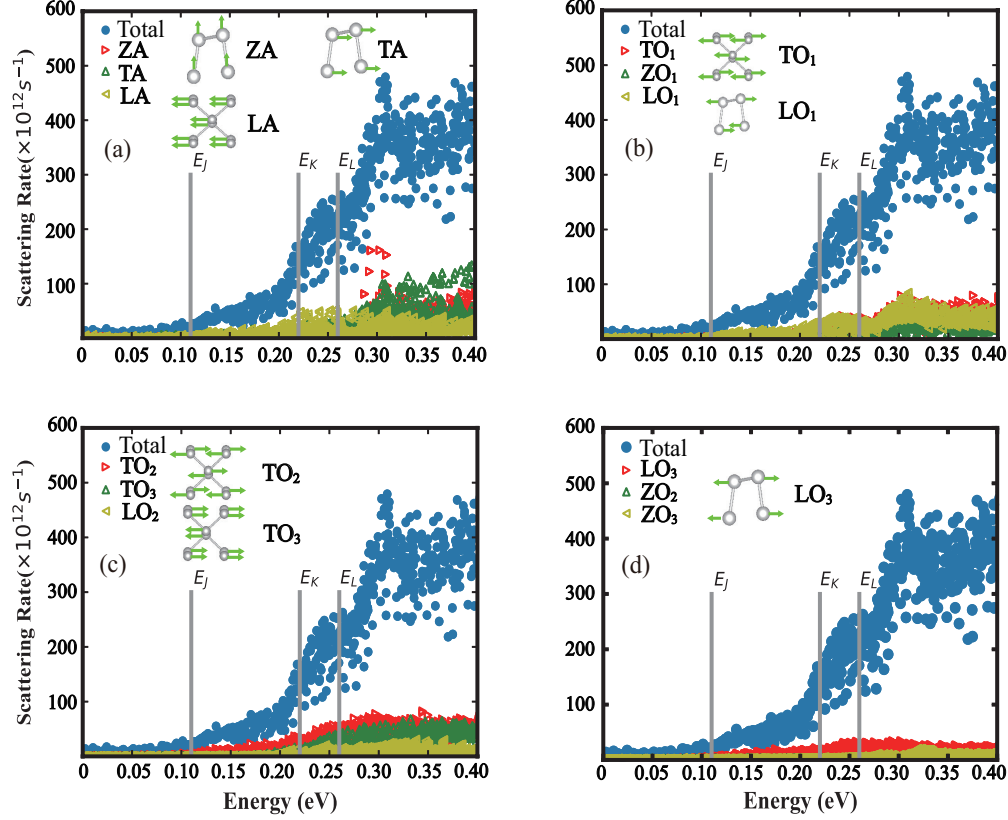 600
500
400
300
200
100
Scattering Rate(×10¹²s⁻¹)
Total
ZA
TA
LA
ZA
TA
LA
(a)
E_J
E_K
E_L
0 0.05 0.10 0.15 0.20 0.25 0.30 0.35 0.40
600
500
400
300
200
100
Total
TO₁
ZO₁
LO₁
TO₁
LO₁
(b)
E_J
E_K
E_L
0 0.05 0.10 0.15 0.20 0.25 0.30 0.35 0.40
600
500
400
300
200
100
Scattering Rate(×10¹²s⁻¹)
Total
TO₂
TO₃
LO₂
TO₂
TO₃
(c)
E_J
E_K
E_L
0 0.05 0.10 0.15 0.20 0.25 0.30 0.35 0.40
Energy (eV)
600
500
400
300
200
100
Total
LO₃
ZO₂
ZO₃
LO₃
(d)
E_J
E_K
E_L
0 0.05 0.10 0.15 0.20 0.25 0.30 0.35 0.40
Energy (eV)